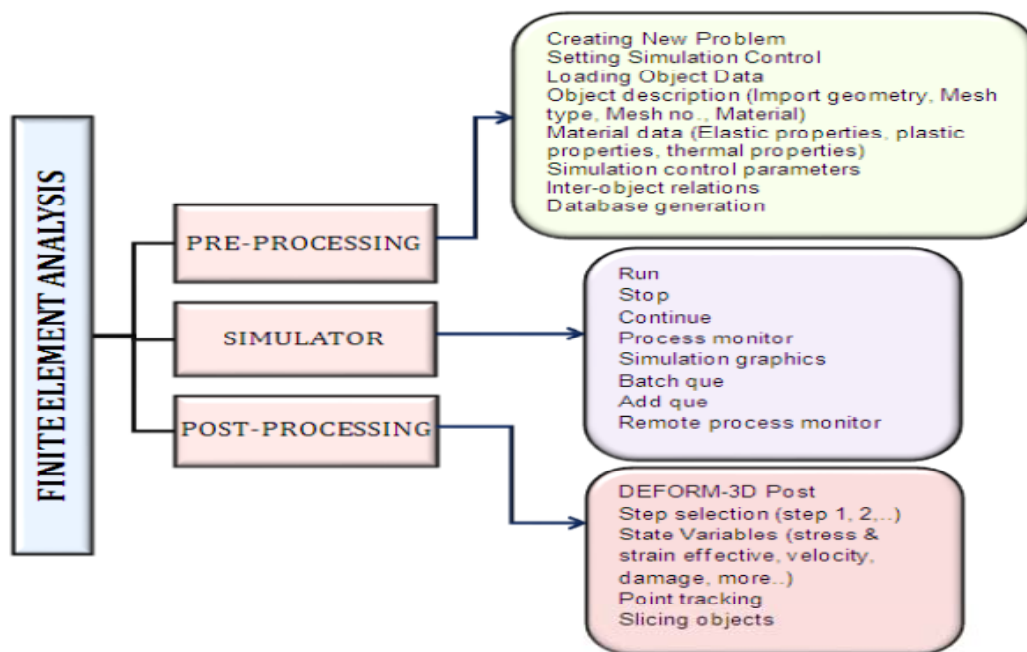 FINITE ELEMENT ANALYSIS
PRE-PROCESSING
SIMULATOR
POST-PROCESSING
Creating New Problem
Setting Simulation Control
Loading Object Data
Object description (Import geometry, Mesh
type, Mesh no., Material)
Material data (Elastic properties, plastic
properties, thermal properties)
Simulation control parameters
Inter-object relations
Database generation
Run
Stop
Continue
Process monitor
Simulation graphics
Batch que
Add que
Remote process monitor
DEFORM-3D Post
Step selection (step 1, 2,..)
State Variables (stress &
strain effective, velocity,
damage, more..)
Point tracking
Slicing objects